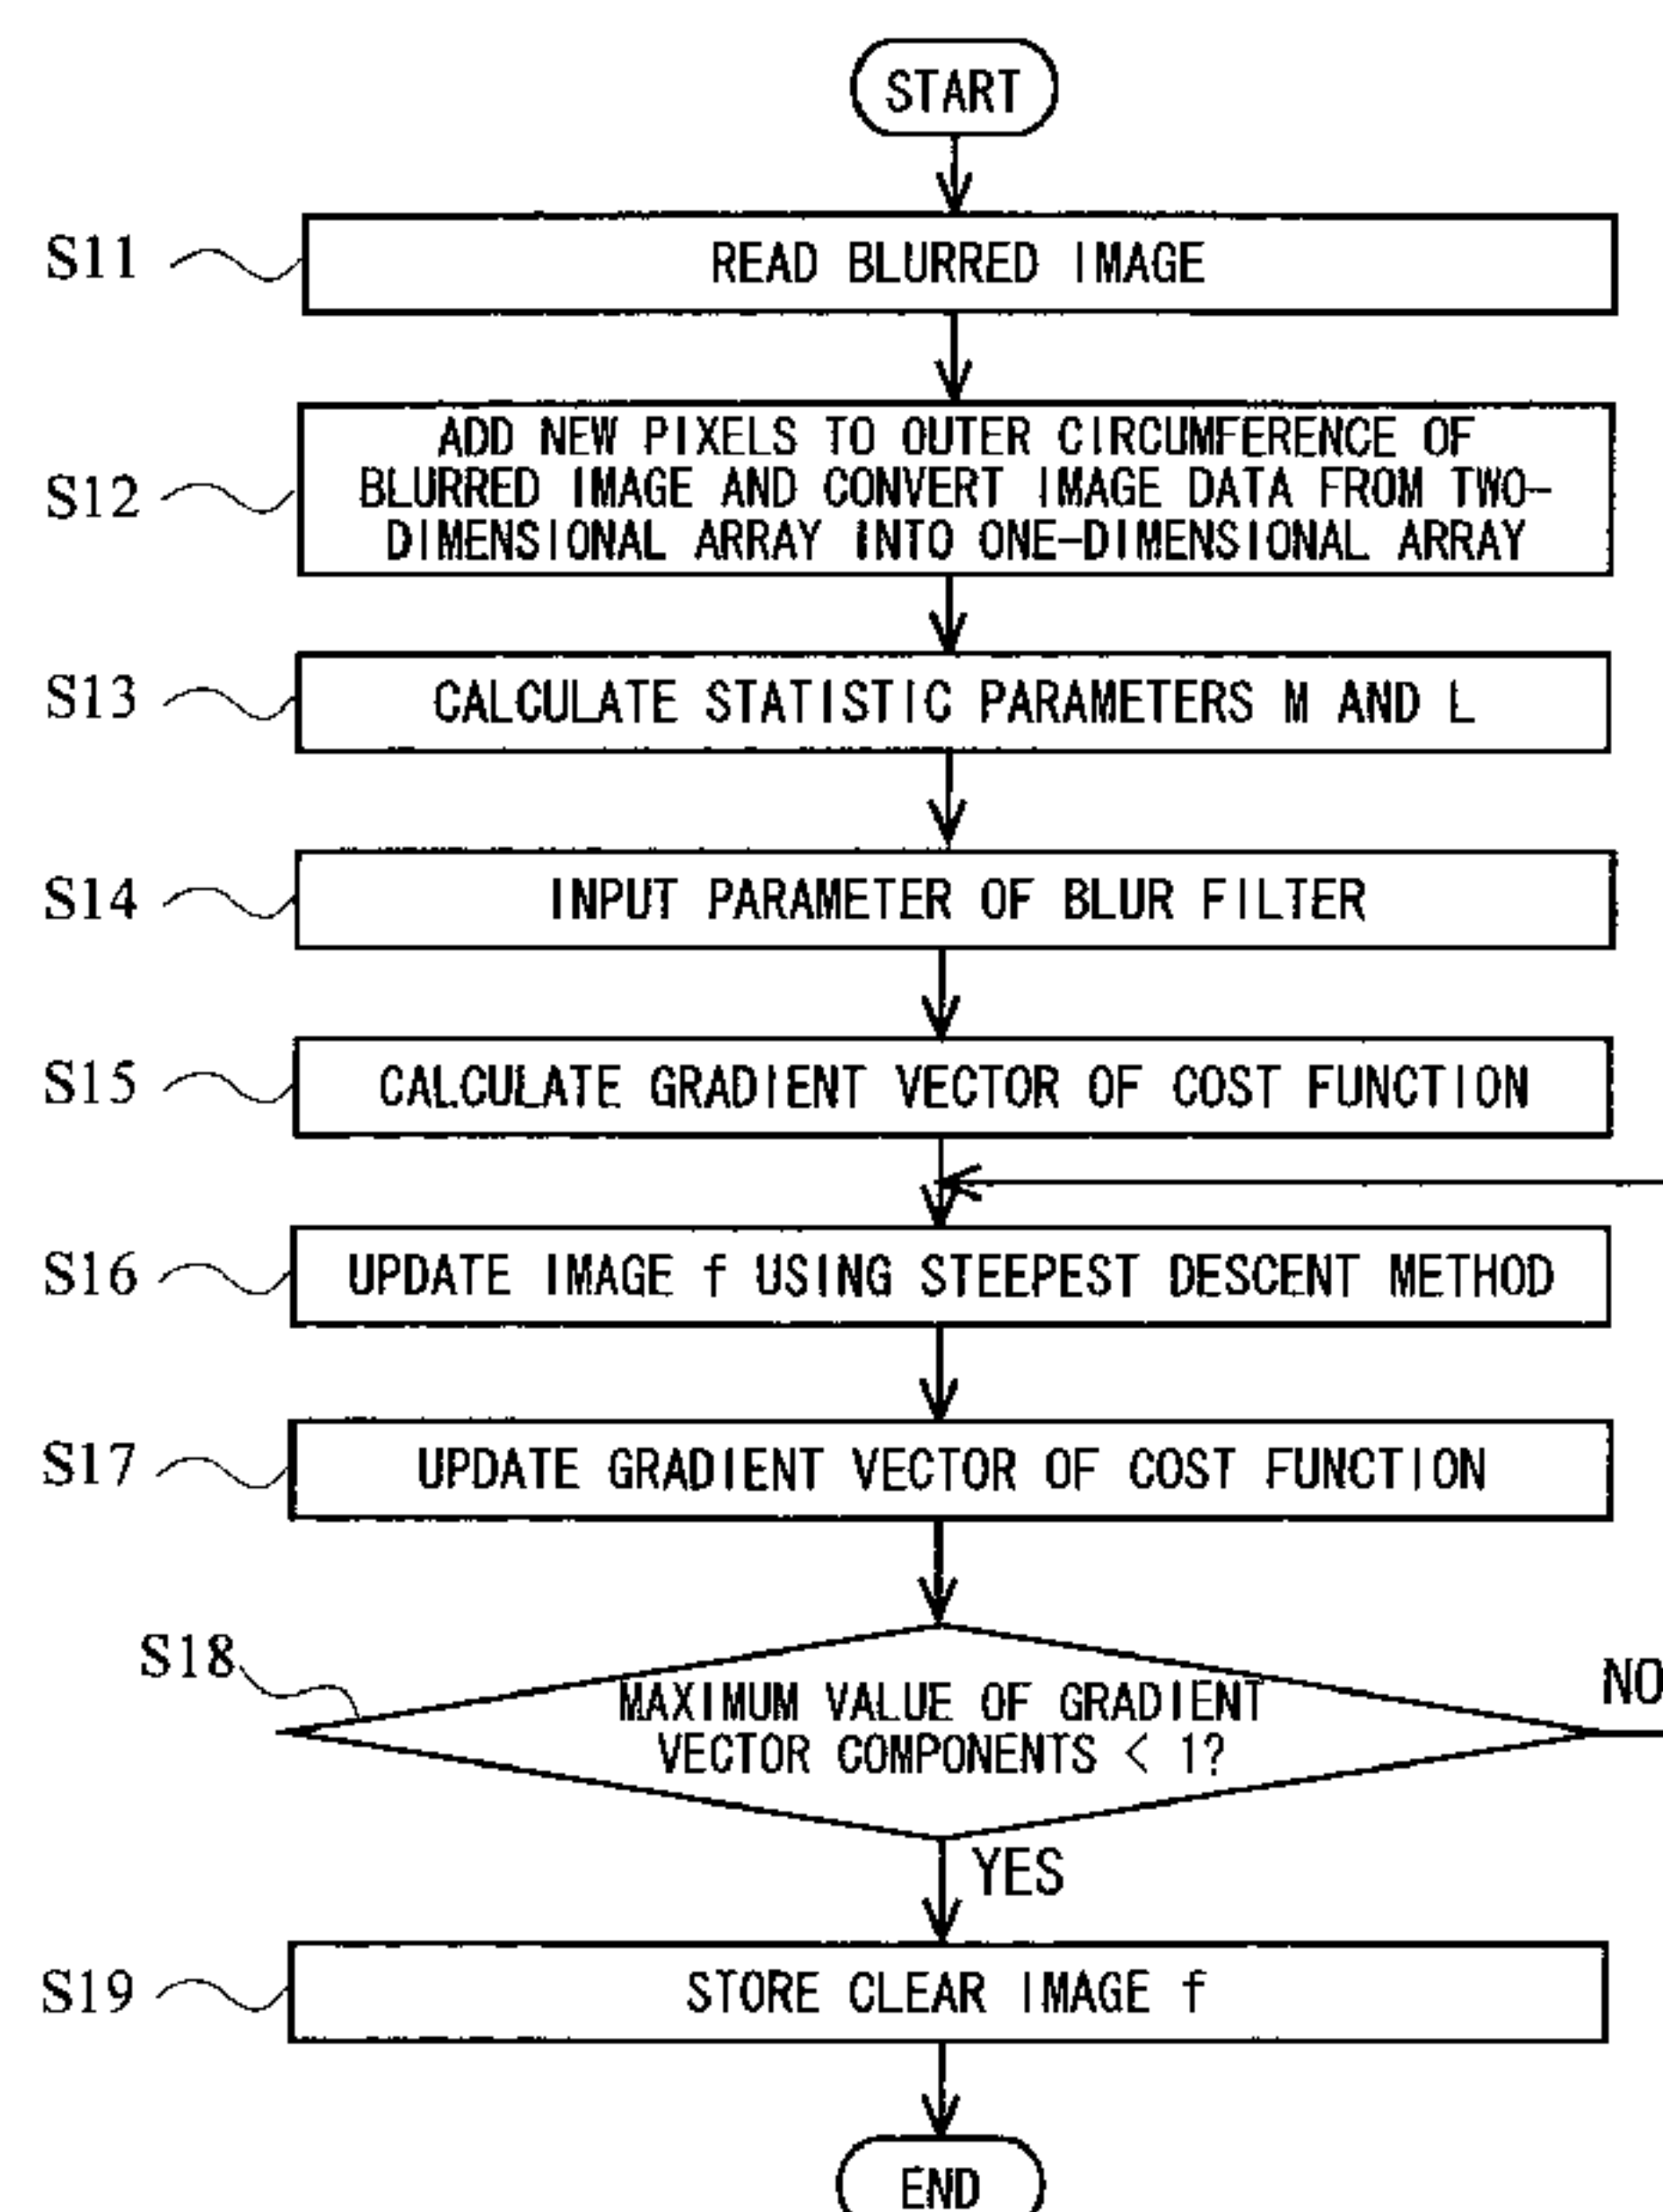 START
S11
READ BLURRED IMAGE
S12
ADD NEW PIXELS TO OUTER CIRCUMFERENCE OF
BLURRED IMAGE AND CONVERT IMAGE DATA FROM TWO-
DIMENSIONAL ARRAY INTO ONE-DIMENSIONAL ARRAY
S13
CALCULATE STATISTIC PARAMETERS M AND L
S14
INPUT PARAMETER OF BLUR FILTER
S15
CALCULATE GRADIENT VECTOR OF COST FUNCTION
S16
UPDATE IMAGE f USING STEEPEST DESCENT METHOD
S17
UPDATE GRADIENT VECTOR OF COST FUNCTION
S18
MAXIMUM VALUE OF GRADIENT
VECTOR COMPONENTS < 1?
NO
YES
S19
STORE CLEAR IMAGE f
END